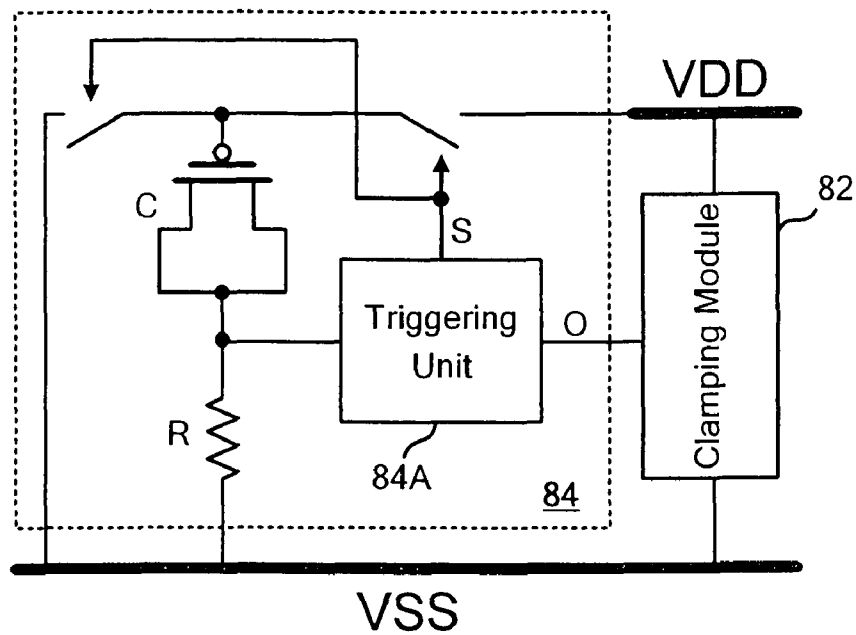 VDD
82
C
S
Triggering
Unit
O
Clamping Module
R
84A
84
VSS